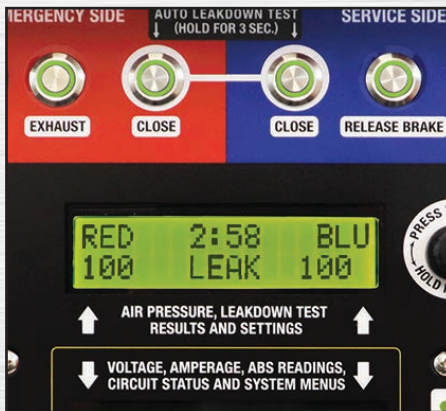 MERGENCY SIDE
AUTO LEAKDOWN TEST
(HOLD FOR 3 SEC.)
SERVICE SIDE
EXHAUST
CLOSE
CLOSE
RELEASE BRAKE
RED 2:58 BLU
100 LEAK 100
PRESS
HOLD
AIR PRESSURE, LEAKDOWN TEST
RESULTS AND SETTINGS
VOLTAGE, AMPERAGE, ABS READINGS,
CIRCUIT STATUS AND SYSTEM MENUS